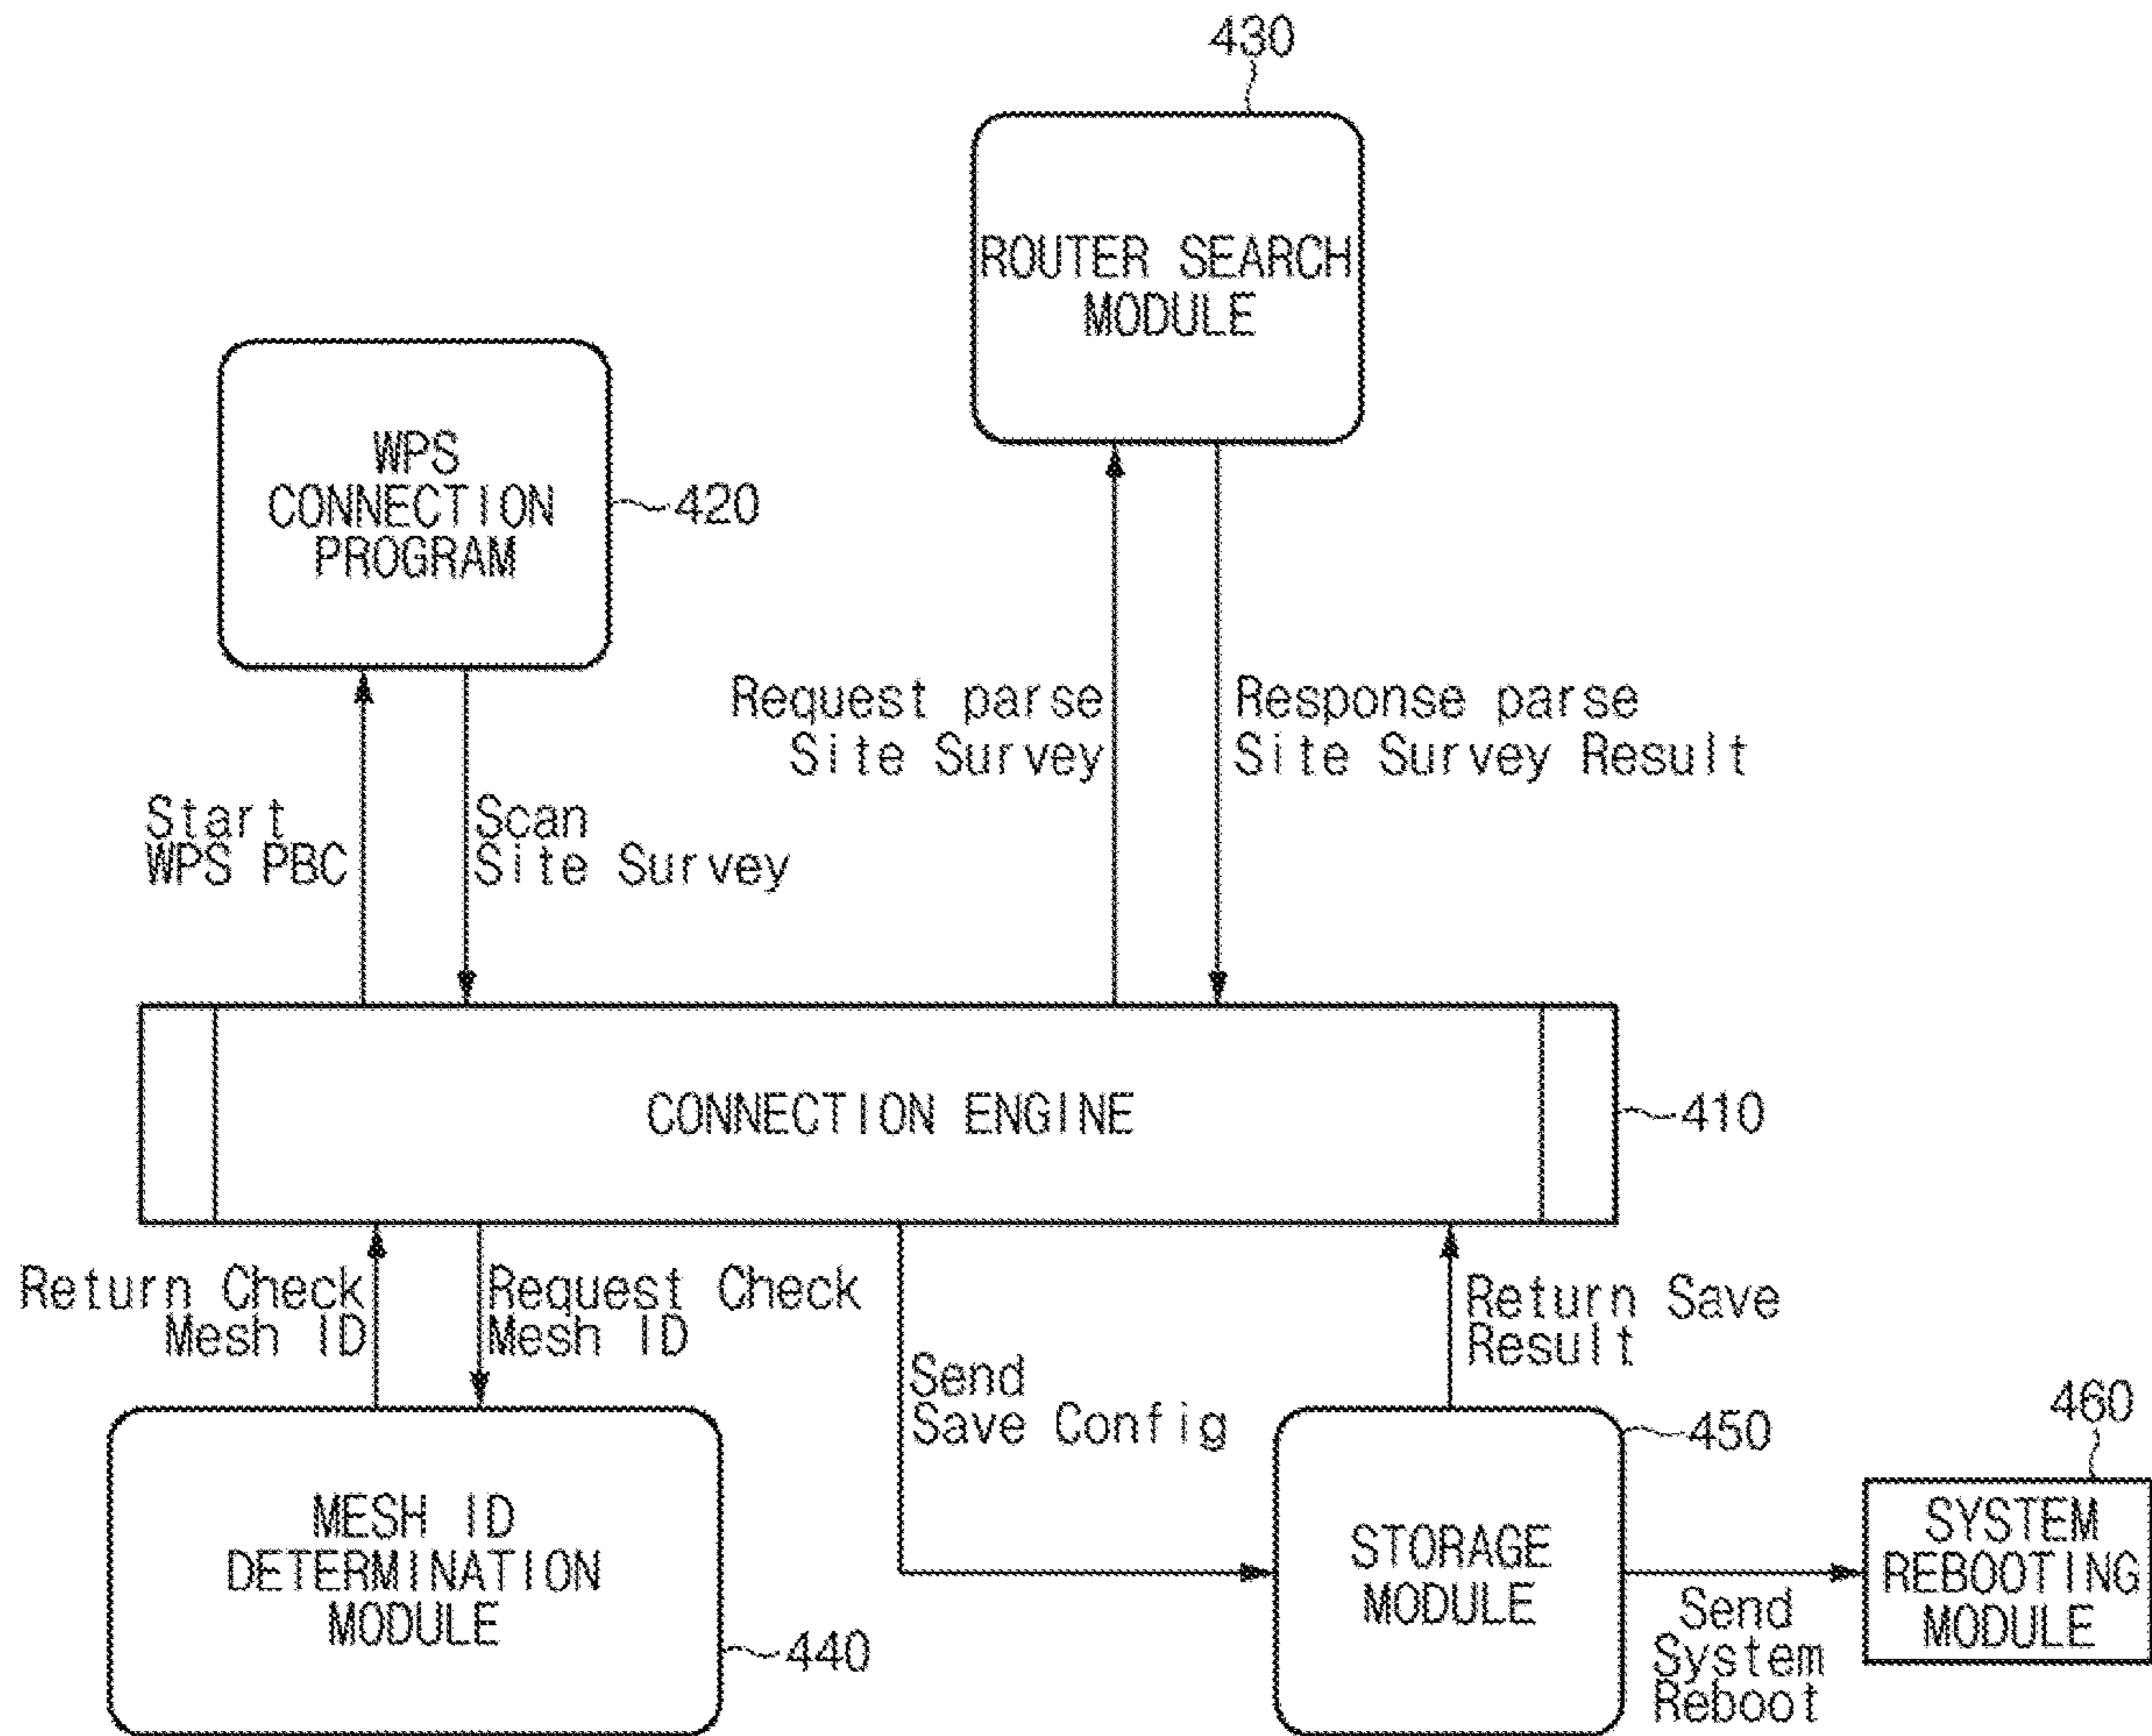 430
ROUTER SEARCH
MODULE
WPS
CONNECTION
PROGRAM
420
Request parse
Site Survey
Response parse
Site Survey Result
Start
WPS PBC
Scan
Site Survey
CONNECTION ENGINE
410
Return Check
Mesh ID
Request Check
Mesh ID
Send
Save Config
Return Save
Result
MESH ID
DETERMINATION
MODULE
440
STORAGE
MODULE
450
460
SYSTEM
REBOOTING
MODULE
Send
System
Reboot